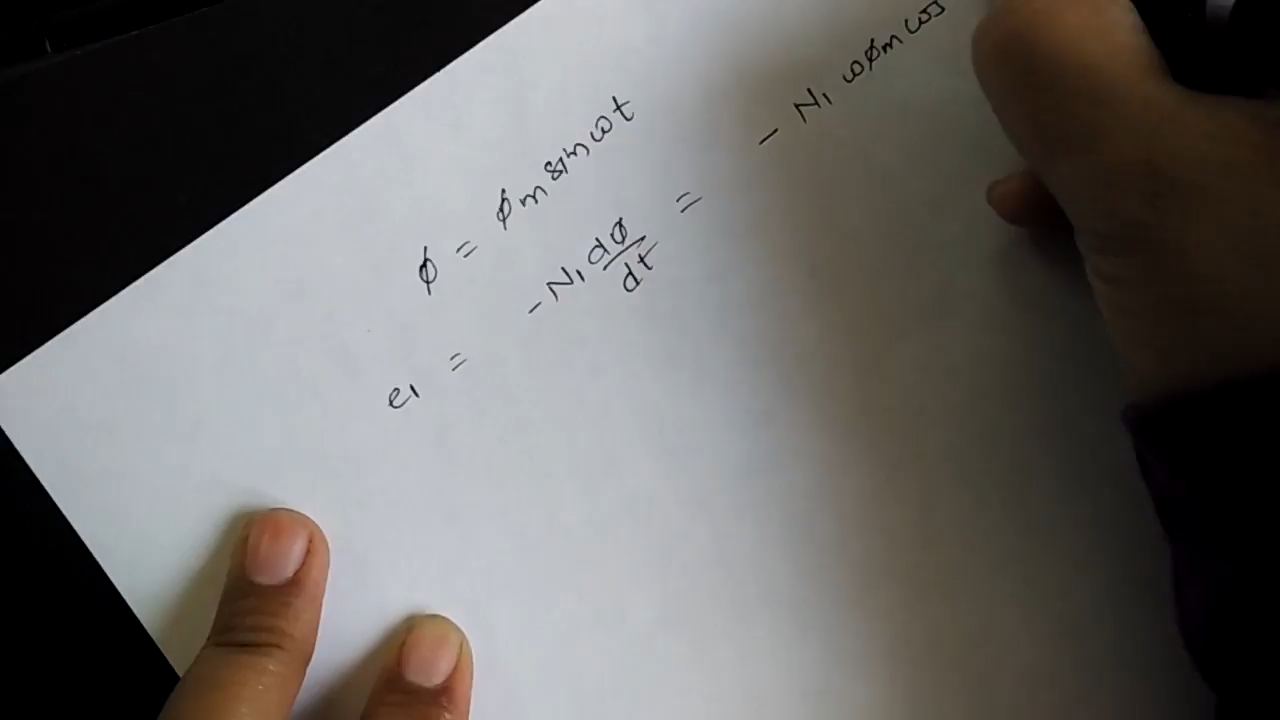 ϕ = ϕm sin ωt
e1 = - N1 dϕ/dt = - N1 ωϕm cos